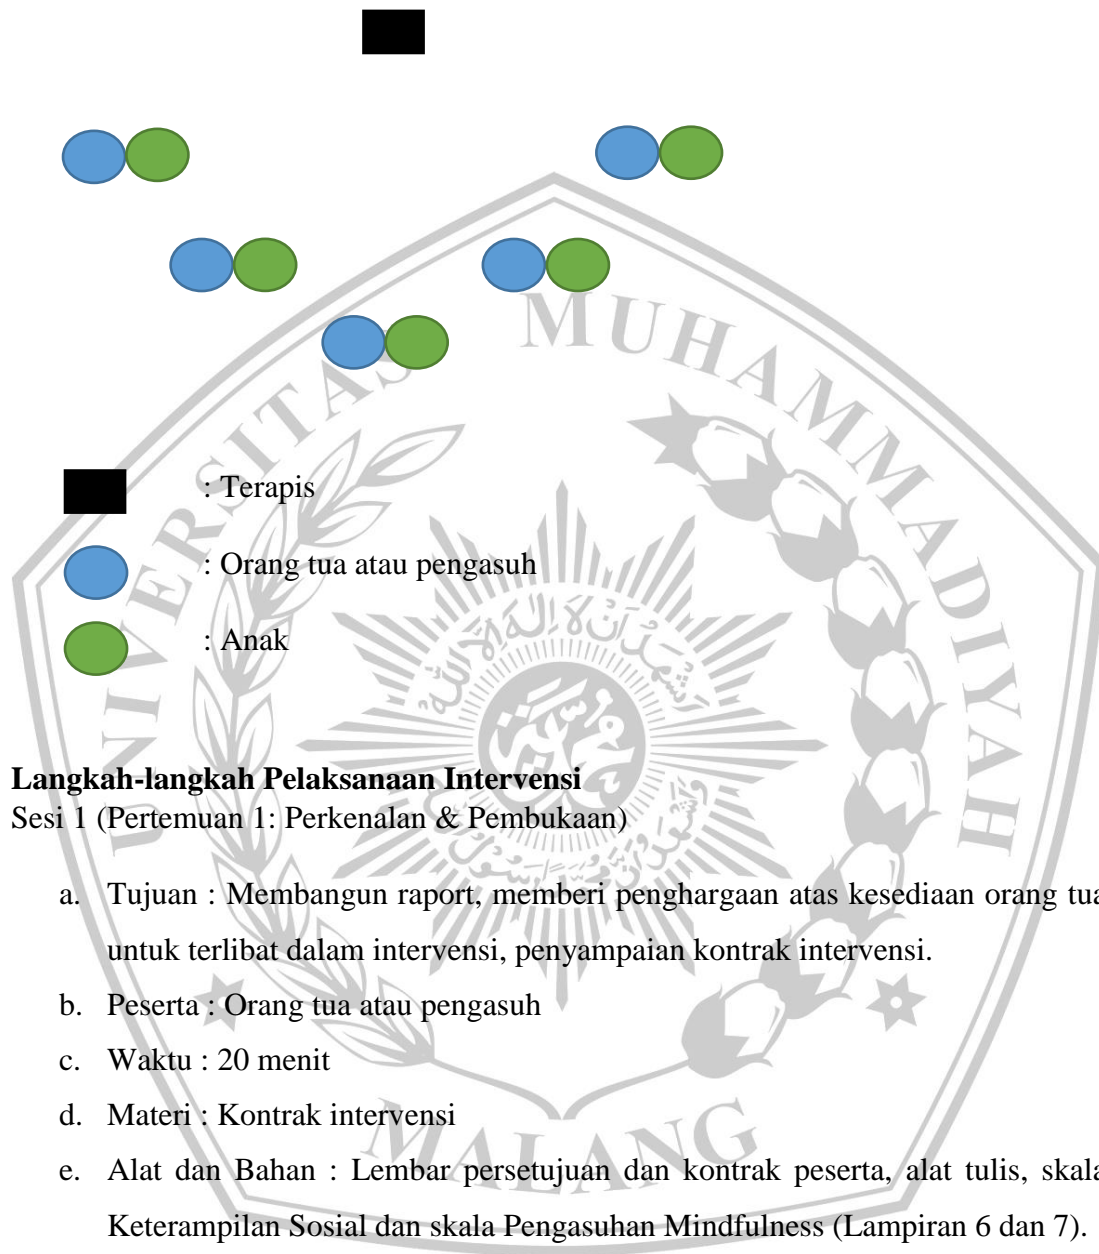 : Terapis
: Orang tua atau pengasuh
: Anak
Langkah-langkah Pelaksanaan Intervensi
Sesi 1 (Pertemuan 1: Perkenalan & Pembukaan)
a. Tujuan : Membangun raport, memberi penghargaan atas kesediaan orang tua
untuk terlibat dalam intervensi, penyampaian kontrak intervensi.
b. Peserta : Orang tua atau pengasuh
c. Waktu : 20 menit
d. Materi : Kontrak intervensi
e. Alat dan Bahan : Lembar persetujuan dan kontrak peserta, alat tulis, skala
Keterampilan Sosial dan skala Pengasuhan Mindfulness (Lampiran 6 dan 7).
UNIVERSITAS MUHAMMADIYAH
MALANG